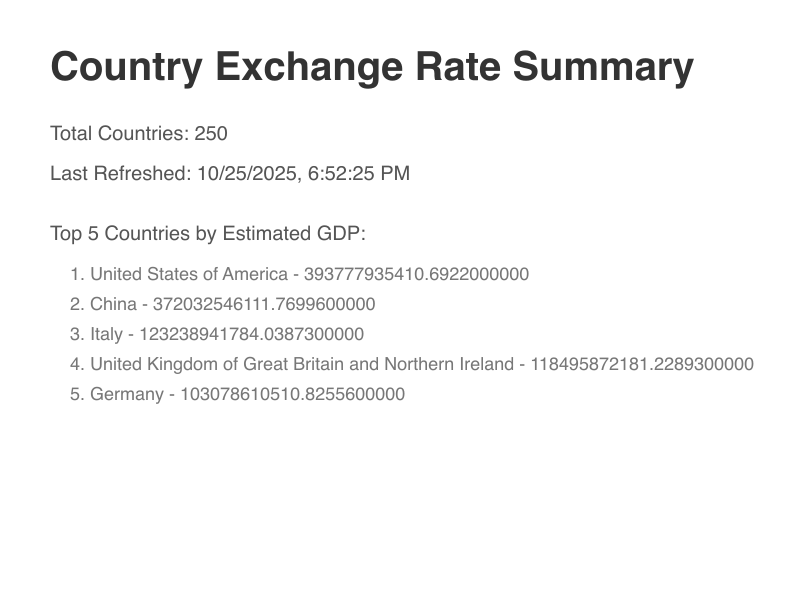 Country Exchange Rate Summary
Total Countries: 250
Last Refreshed: 10/25/2025, 6:52:25 PM
Top 5 Countries by Estimated GDP:
1. United States of America - 393777935410.6922000000
2. China - 372032546111.7699600000
3. Italy - 123238941784.0387300000
4. United Kingdom of Great Britain and Northern Ireland - 118495872181.2289300000
5. Germany - 103078610510.8255600000